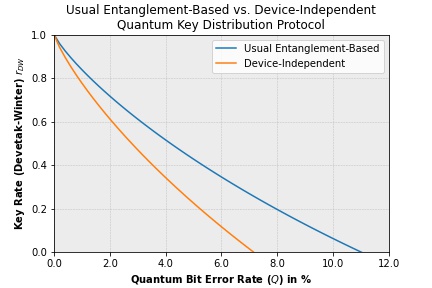 Usual Entanglement-Based vs. Device-Independent
Quantum Key Distribution Protocol
1.0
0.8
0.6
0.4
0.2
0.0
Key Rate (Devetak-Winter) r_DW
Usual Entanglement-Based
Device-Independent
0.0 2.0 4.0 6.0 8.0 10.0 12.0
Quantum Bit Error Rate (Q) in %